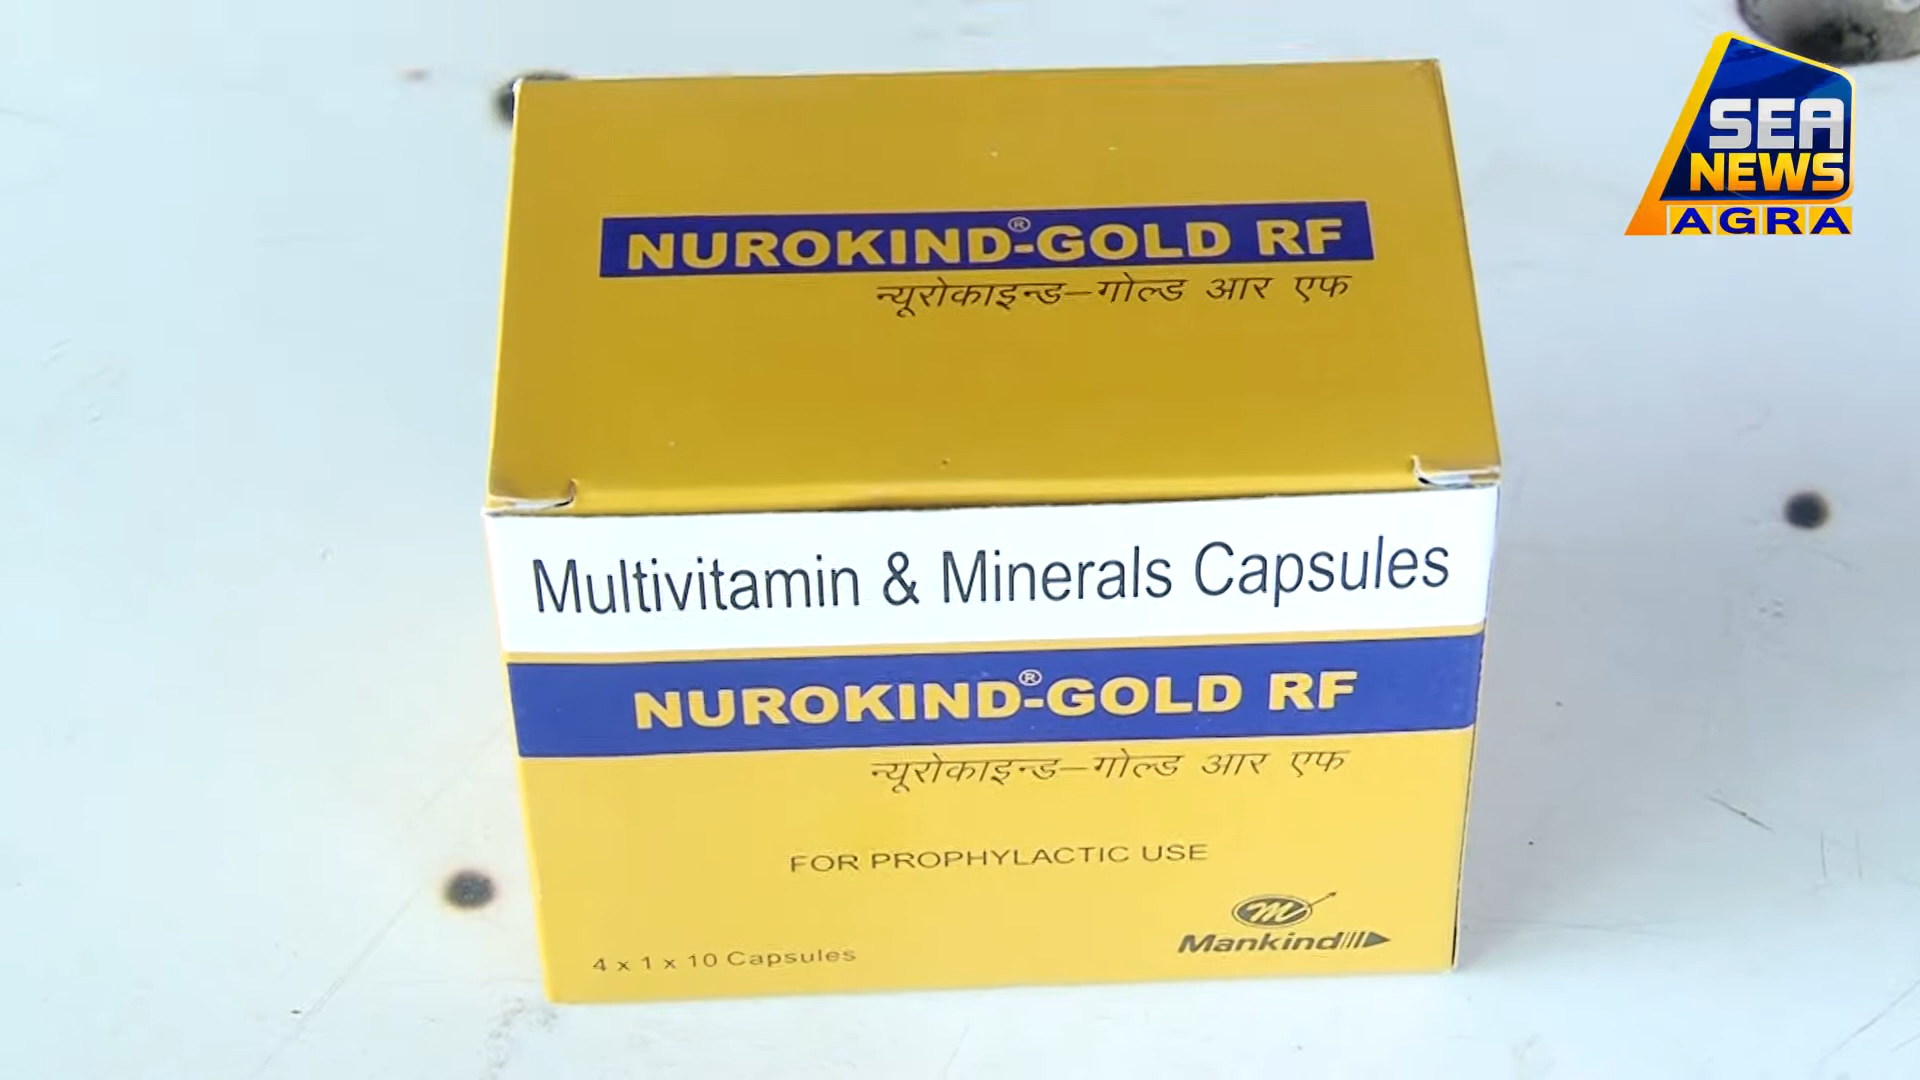 SEA
NEWS
AGRA
NUROKIND®-GOLD RF
न्यूरोकाइन्ड–गोल्ड आर एफ
Multivitamin & Minerals Capsules
NUROKIND®-GOLD RF
न्यूरोकाइन्ड–गोल्ड आर एफ
FOR PROPHYLACTIC USE
m
Mankind
4 x 1 x 10 Capsules